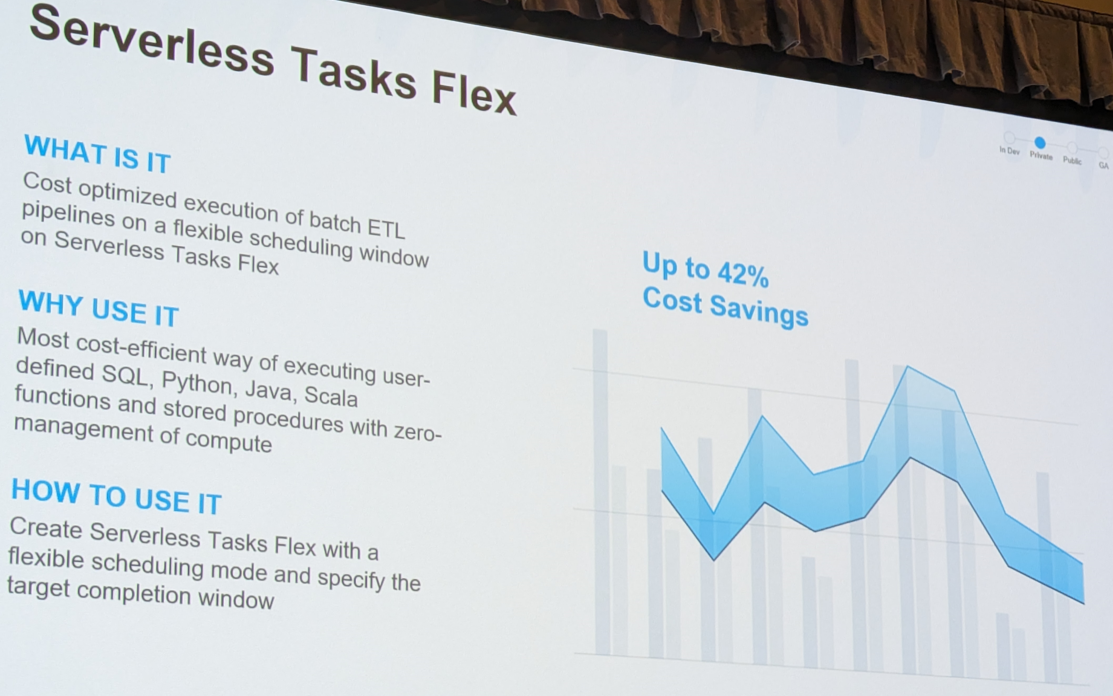 Serverless Tasks Flex
In Dev
Private
Public
GA
WHAT IS IT
Cost optimized execution of batch ETL
pipelines on a flexible scheduling window
on Serverless Tasks Flex
WHY USE IT
Most cost-efficient way of executing user-
defined SQL, Python, Java, Scala
functions and stored procedures with zero-
management of compute
HOW TO USE IT
Create Serverless Tasks Flex with a
flexible scheduling mode and specify the
target completion window
Up to 42%
Cost Savings